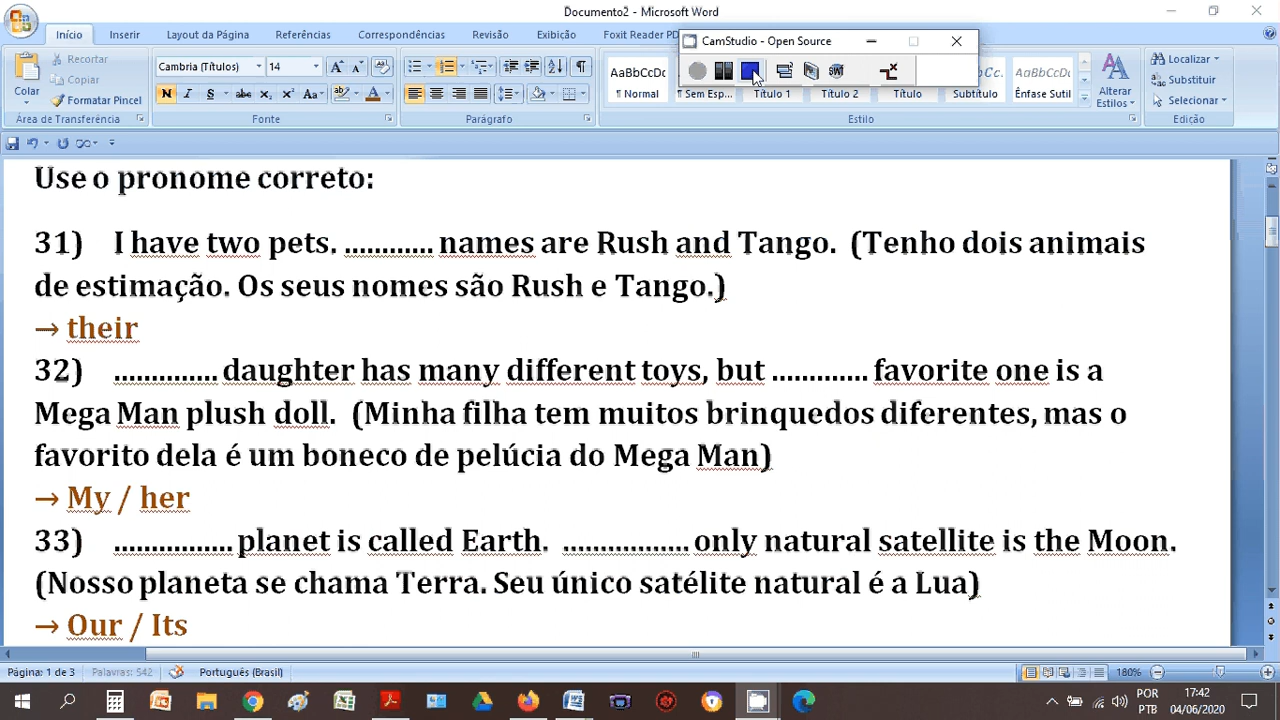 Documento2 - Microsoft Word
Início Inserir Layout da Página Referências Correspondências Revisão Exibição Foxit Reader PD
CamStudio - Open Source
Colar
Recortar
Copiar
Formatar Pincel
Área de Transferência
Cambria (Títulos) 14
N I S abe x₂ x² Aa
Fonte
Parágrafo
AaBbCcDc
¶ Normal ¶ Sem Esp... Título 1 Título 2 Título Subtítulo Ênfase Sutil
Alterar Estilos
Estilo
Localizar
Substituir
Selecionar
Edição
Use o pronome correto:
31) I have two pets. ............ names are Rush and Tango. (Tenho dois animais
de estimação. Os seus nomes são Rush e Tango.)
→ their
32) .............. daughter has many different toys, but ............. favorite one is a
Mega Man plush doll. (Minha filha tem muitos brinquedos diferentes, mas o
favorito dela é um boneco de pelúcia do Mega Man)
→ My / her
33) ................ planet is called Earth. ................. only natural satellite is the Moon.
(Nosso planeta se chama Terra. Seu único satélite natural é a Lua)
→ Our / Its
Página: 1 de 3 Palavras: 542 Português (Brasil) 180%
POR
PTB
17:42
04/06/2020